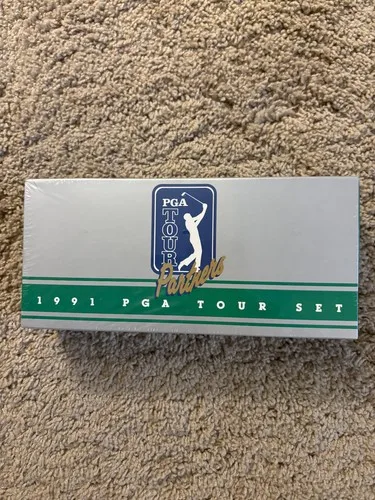 PGA
TOUR
Partners
1991 PGA TOUR SET